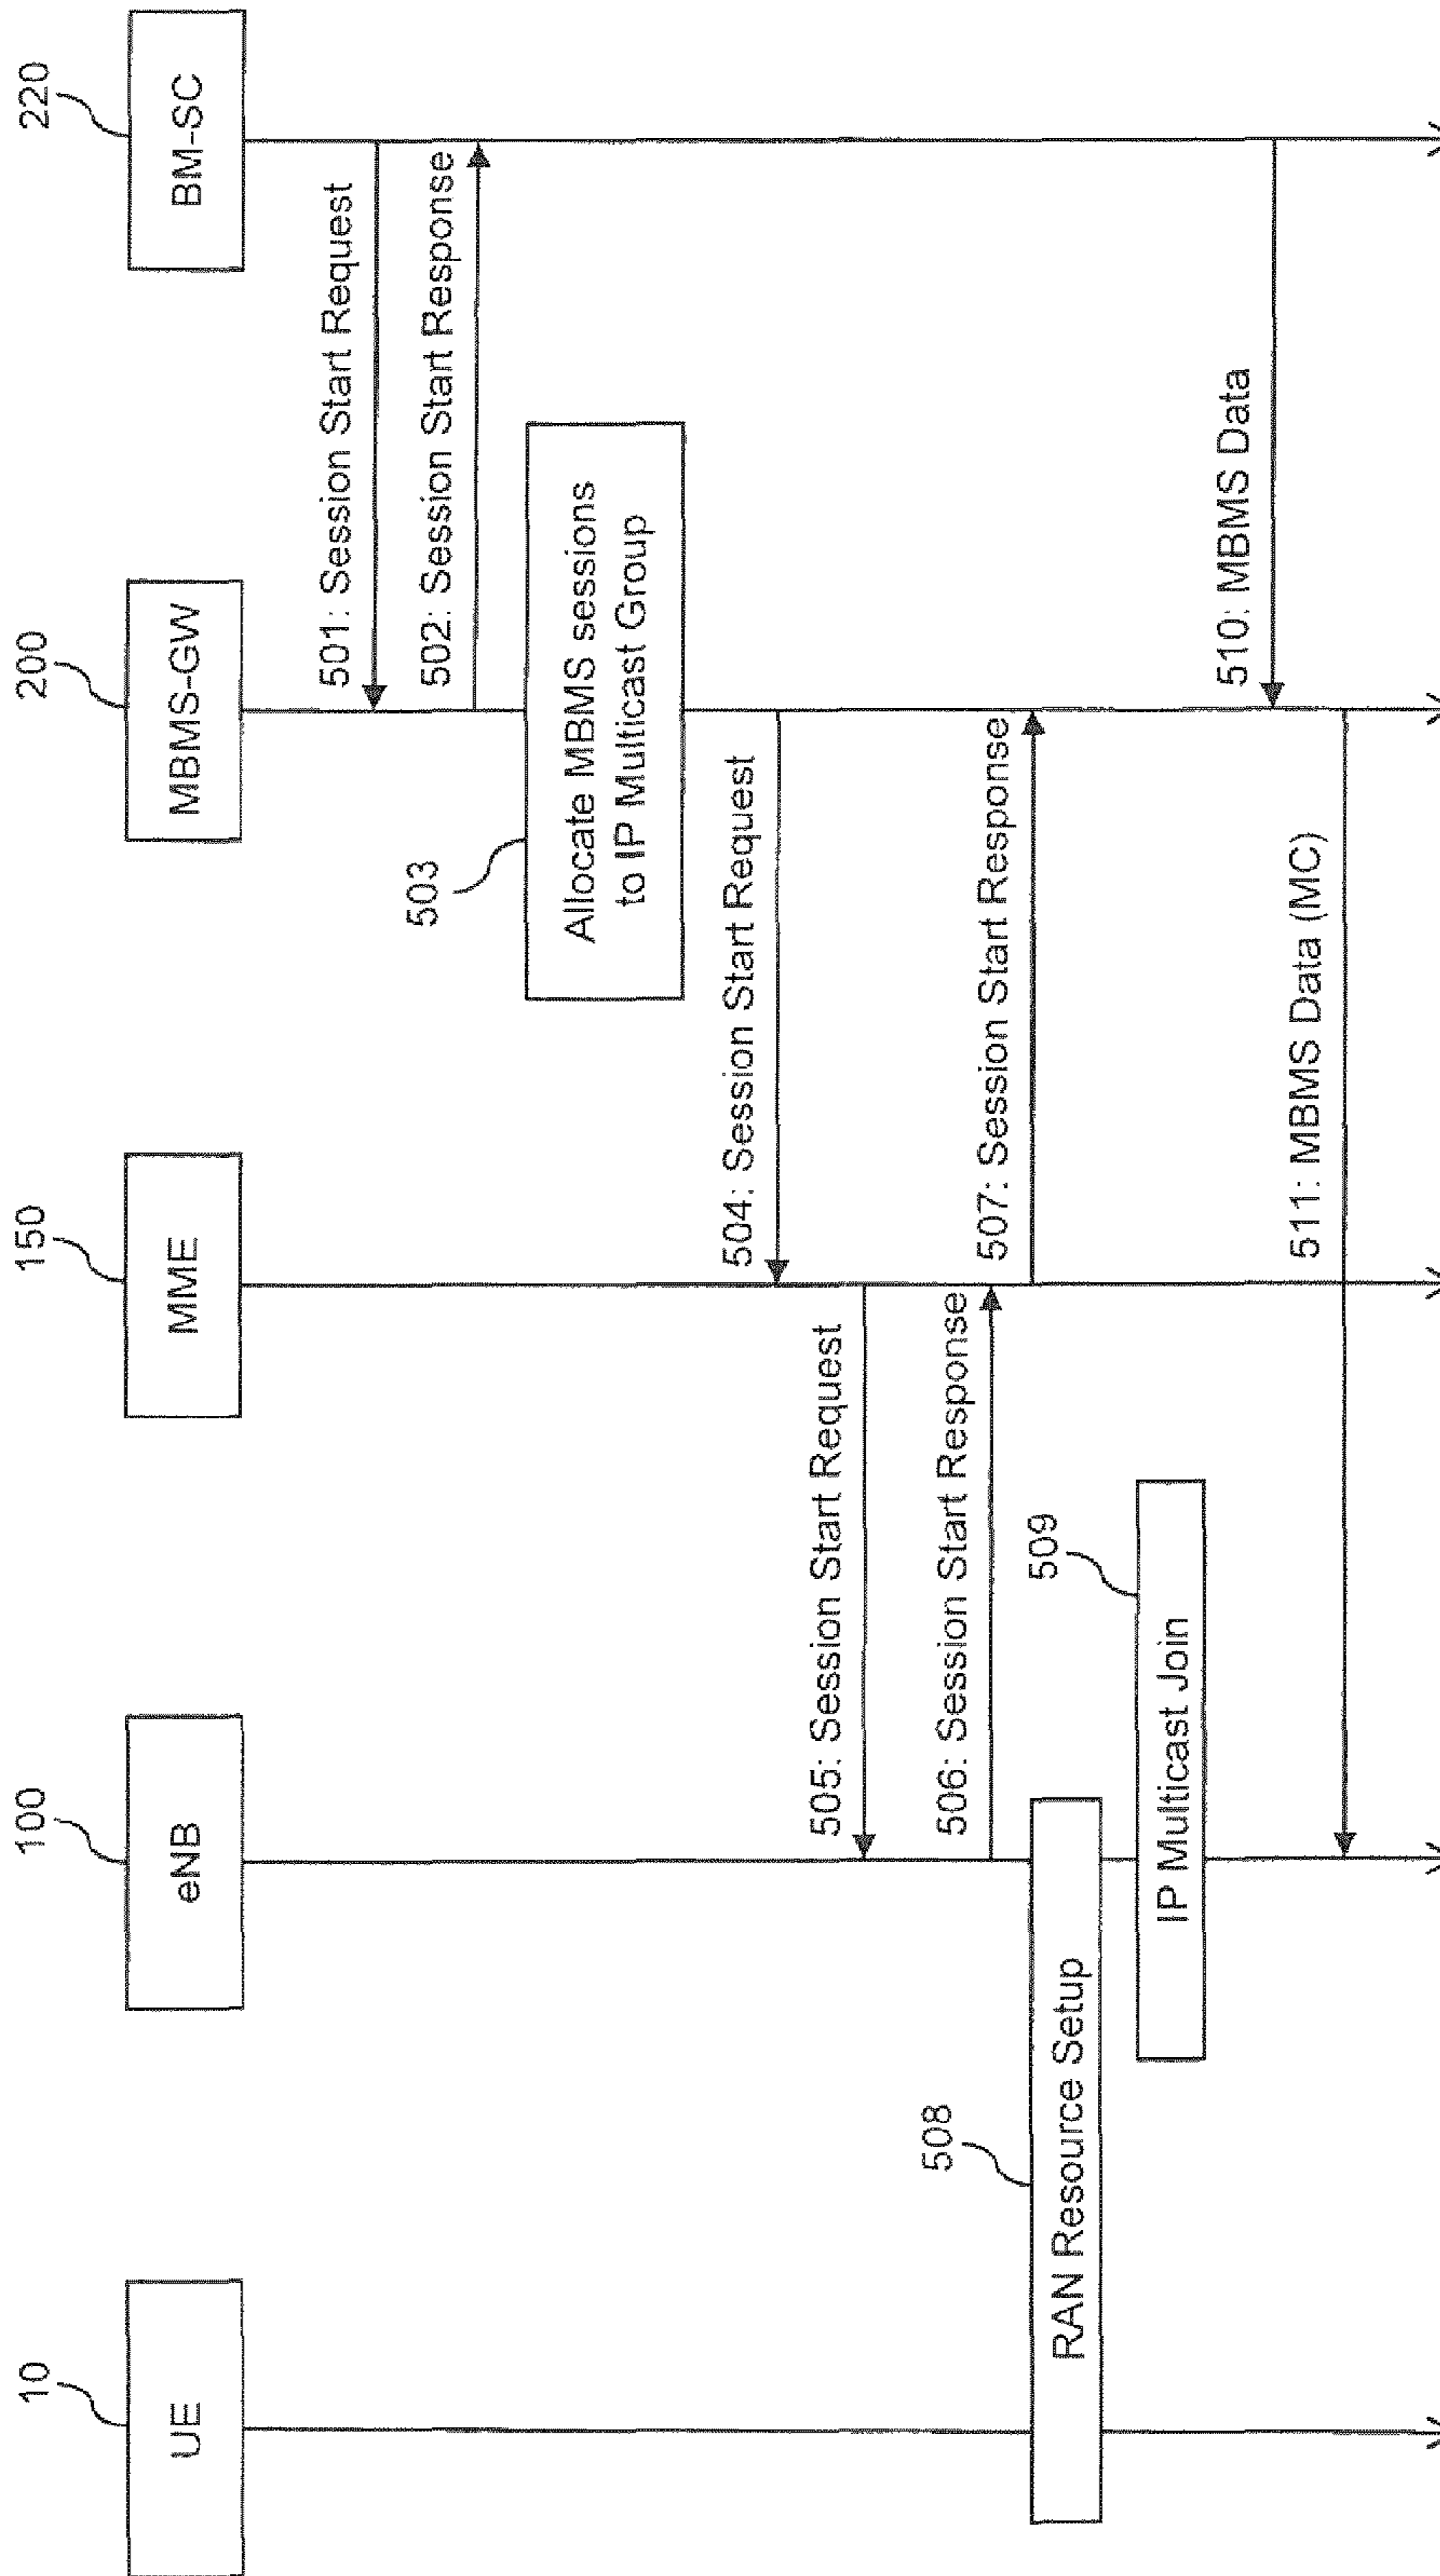 10
100
150
200
220
UE
eNB
MME
MBMS-GW
BM-SC
501: Session Start Request
502: Session Start Response
503
Allocate MBMS sessions
to IP Multicast Group
504: Session Start Request
505: Session Start Request
506: Session Start Response
507: Session Start Response
508
RAN Resource Setup
509
IP Multicast Join
510: MBMS Data
511: MBMS Data (MC)